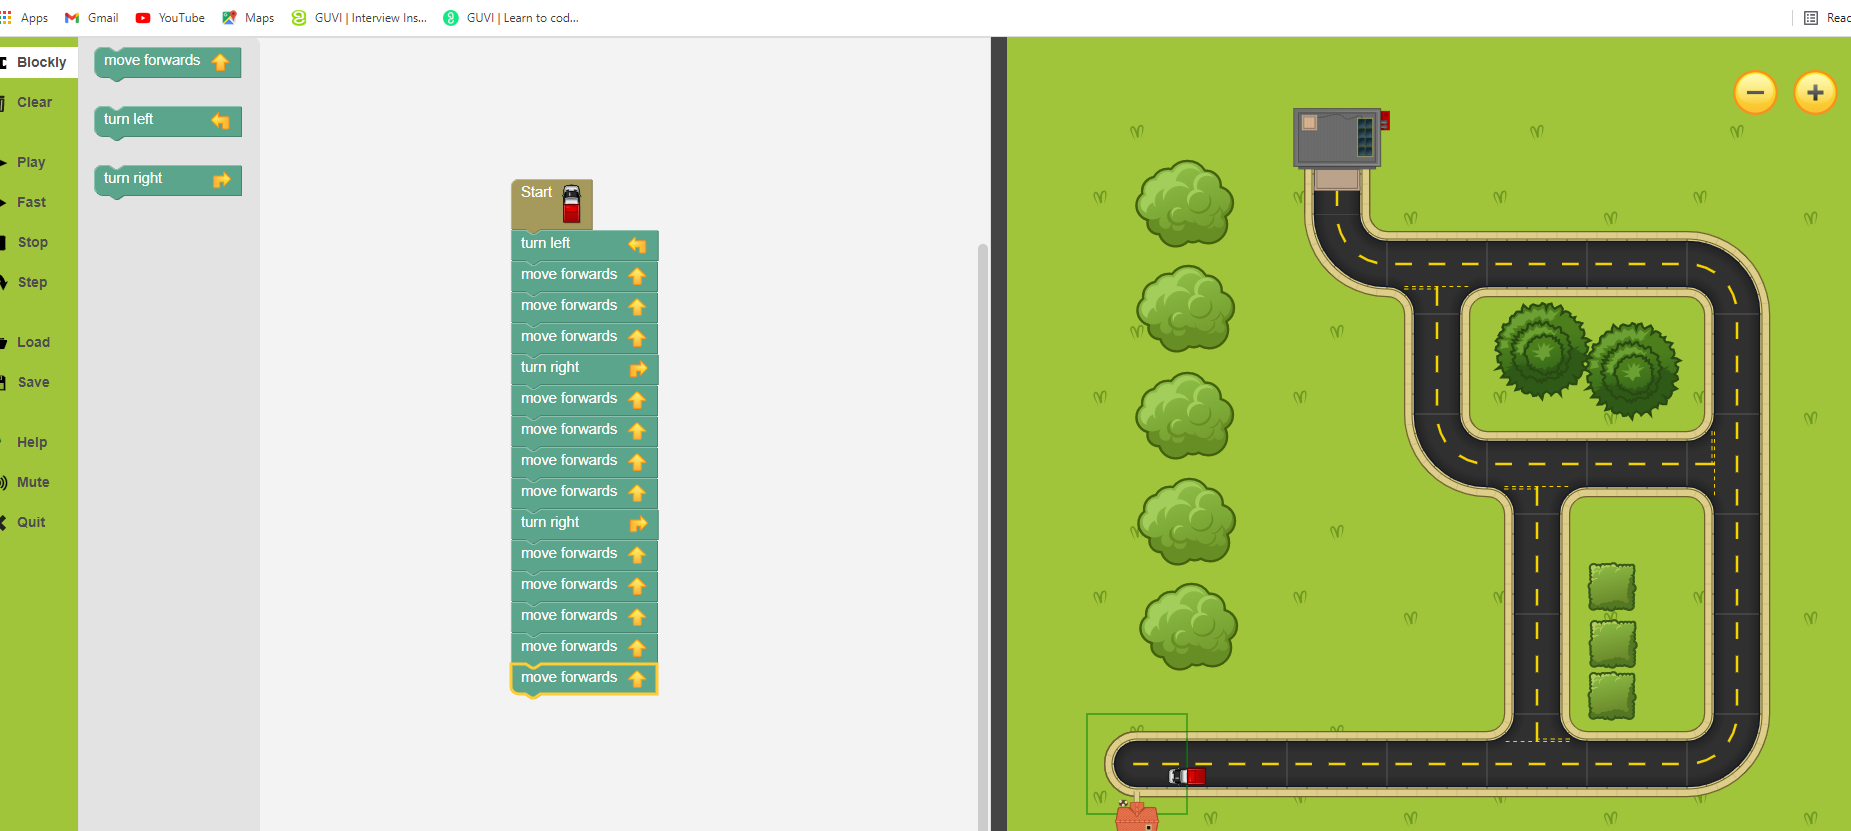 Apps Gmail YouTube Maps GUVI | Interview Ins... GUVI | Learn to cod...
Blockly
Clear
Play
Fast
Stop
Step
Load
Save
Help
Mute
Quit
move forwards
turn left
turn right
Start
turn left
move forwards
move forwards
move forwards
turn right
move forwards
move forwards
move forwards
move forwards
turn right
move forwards
move forwards
move forwards
move forwards
move forwards